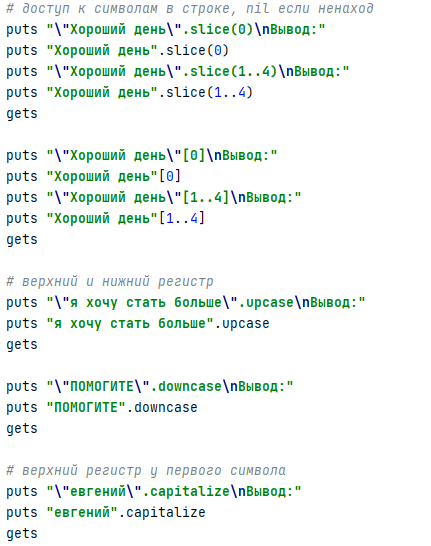 # доступ к символам в строке, nil если ненаход
puts "\"Хороший день\".slice(0)\nВывод:"
puts "Хороший день".slice(0)
puts "\"Хороший день\".slice(1..4)\nВывод:"
puts "Хороший день".slice(1..4)
gets
puts "\"Хороший день\"[0]\nВывод:"
puts "Хороший день"[0]
puts "\"Хороший день\"[1..4]\nВывод:"
puts "Хороший день"[1..4]
gets
# верхний и нижний регистр
puts "\"я хочу стать больше\".upcase\nВывод:"
puts "я хочу стать больше".upcase
gets
puts "\"ПОМОГИТЕ\".downcase\nВывод:"
puts "ПОМОГИТЕ".downcase
gets
# верхний регистр у первого символа
puts "\"евгений\".capitalize\nВывод:"
puts "евгений".capitalize
gets